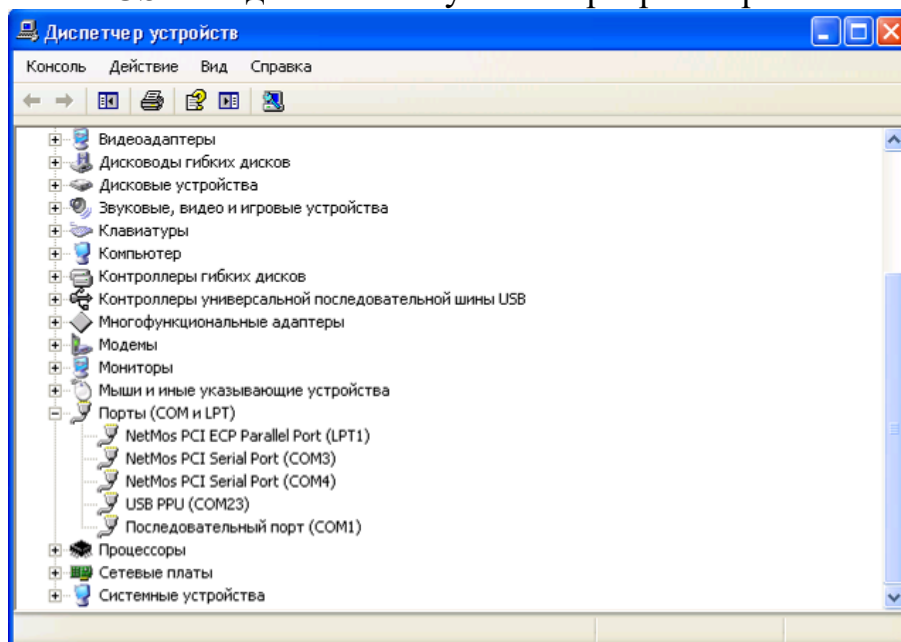 Диспетчер устройств
Консоль Действие Вид Справка
Видеоадаптеры
Дисководы гибких дисков
Дисковые устройства
Звуковые, видео и игровые устройства
Клавиатуры
Компьютер
Контроллеры гибких дисков
Контроллеры универсальной последовательной шины USB
Многофункциональные адаптеры
Модемы
Мониторы
Мыши и иные указывающие устройства
Порты (COM и LPT)
NetMos PCI ECP Parallel Port (LPT1)
NetMos PCI Serial Port (COM3)
NetMos PCI Serial Port (COM4)
USB PPU (COM23)
Последовательный порт (COM1)
Процессоры
Сетевые платы
Системные устройства